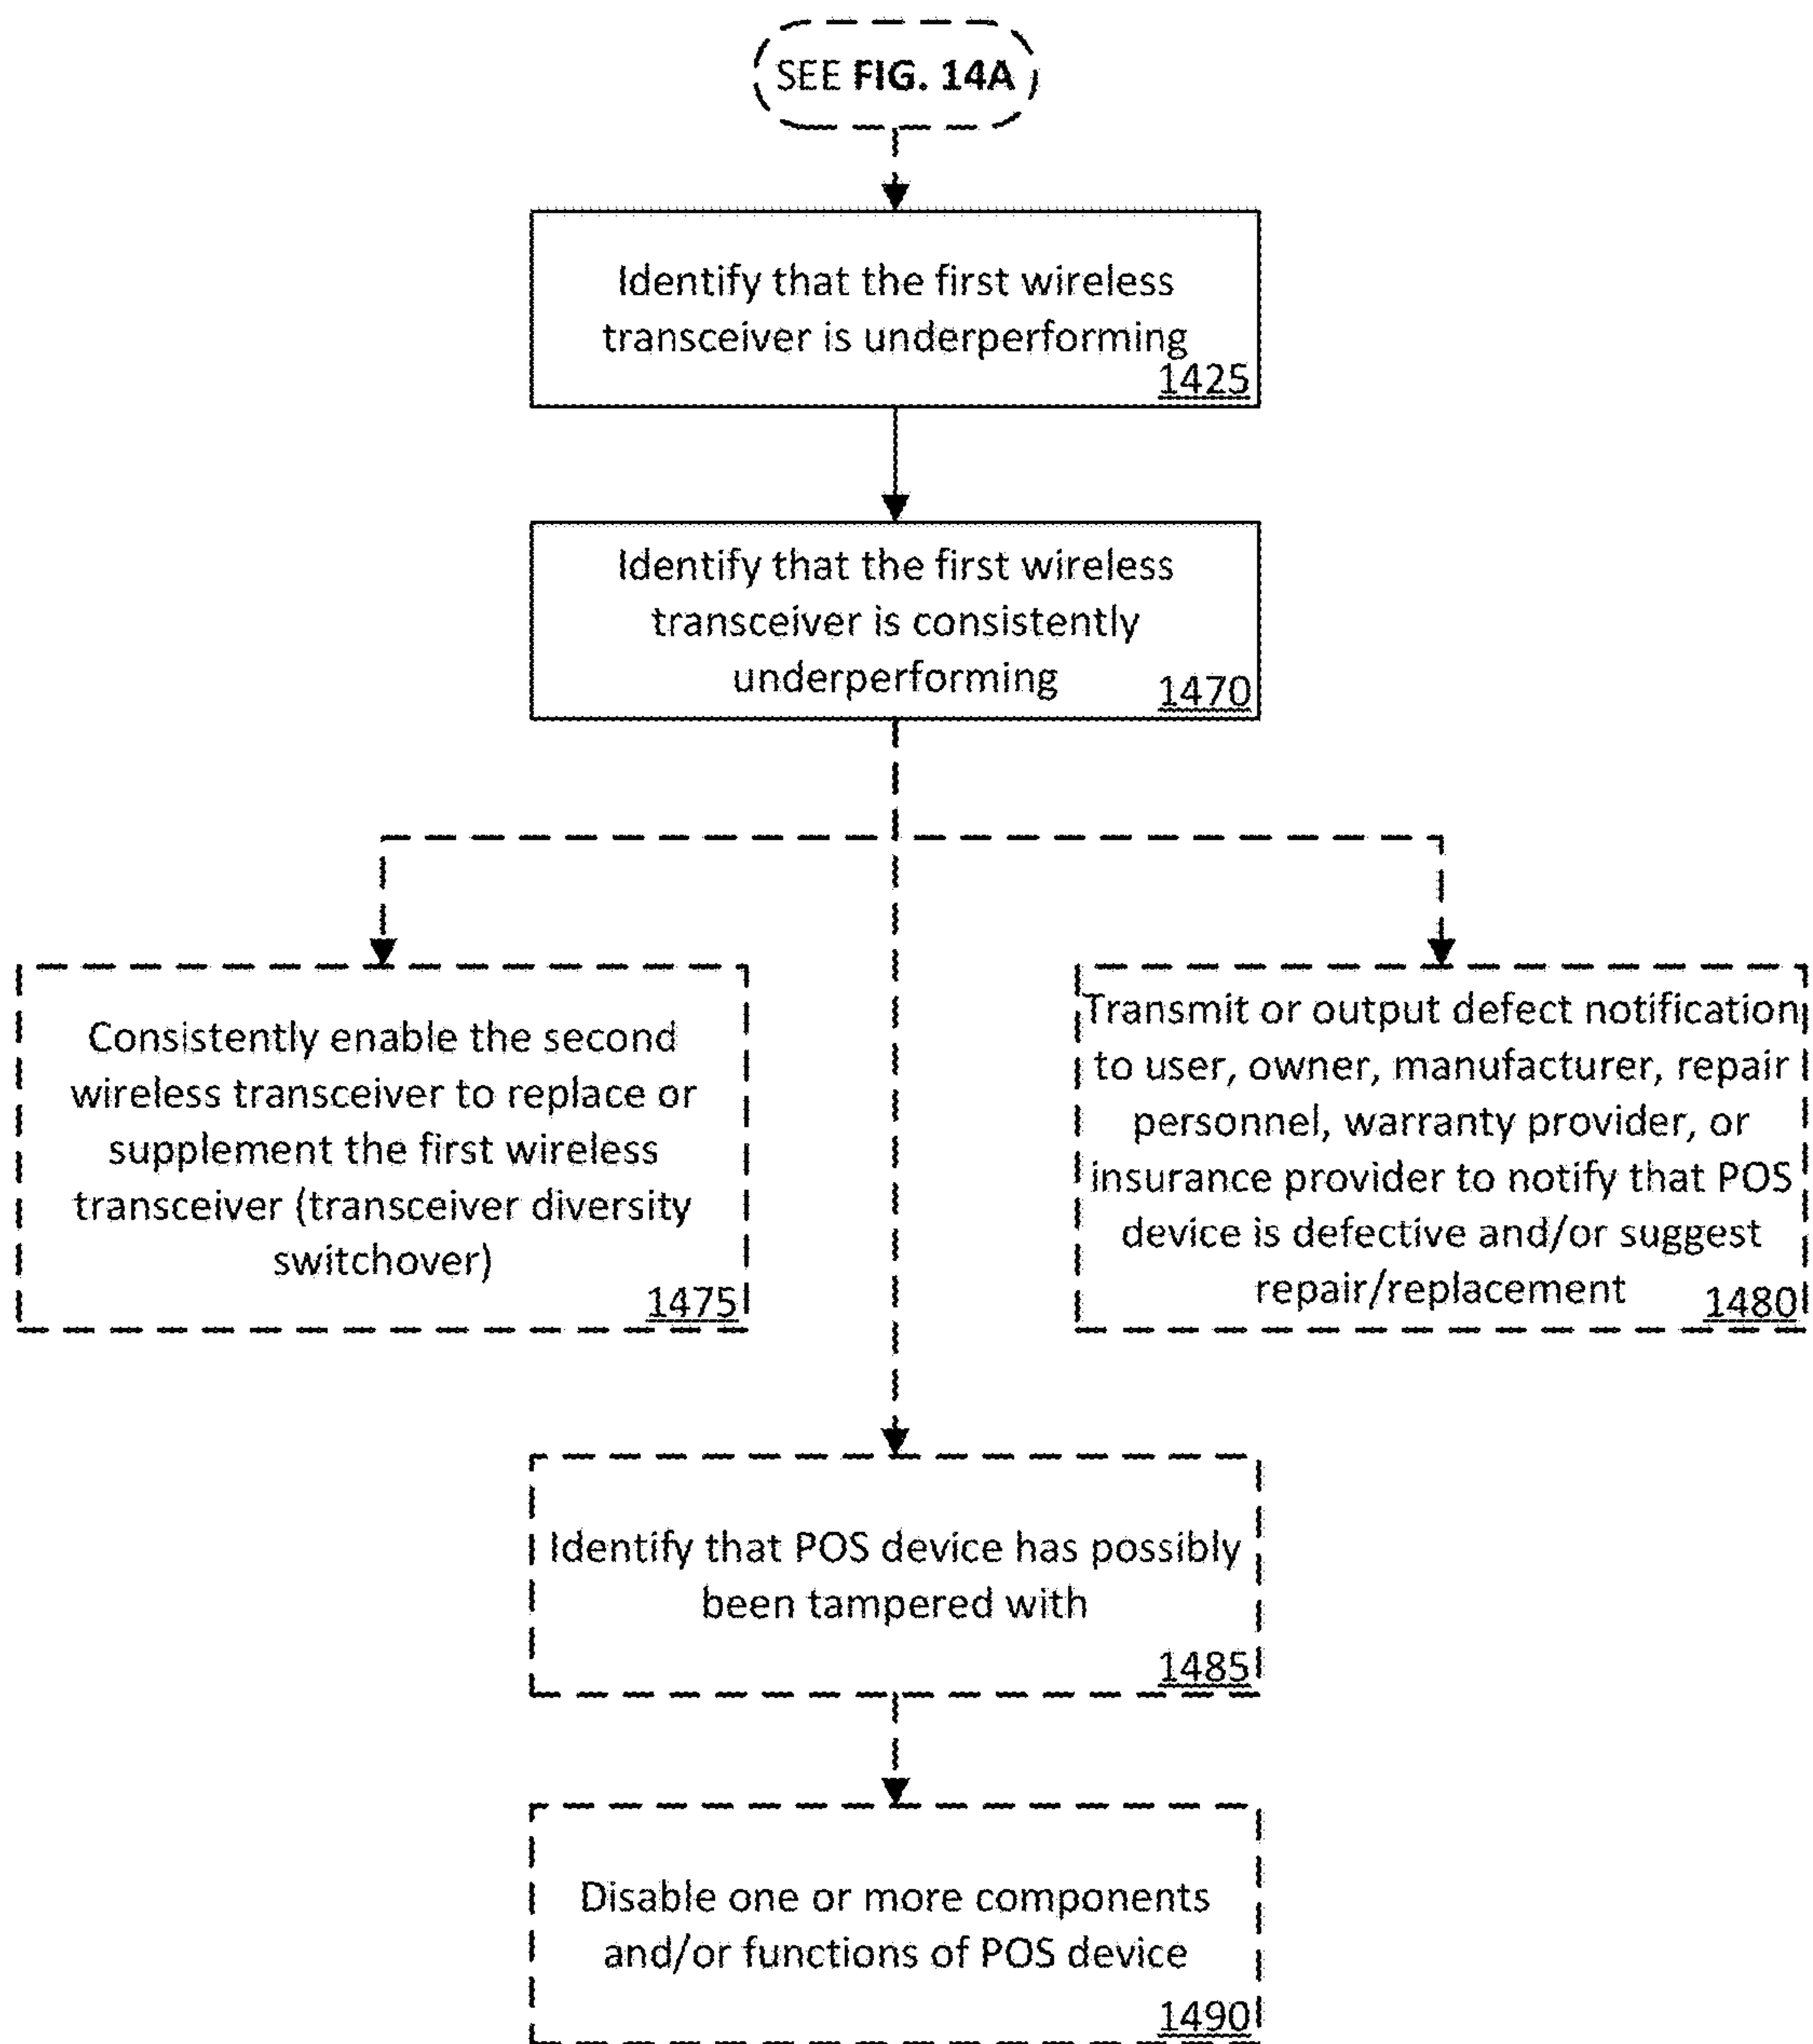 SEE FIG. 14A
Identify that the first wireless
transceiver is underperforming
1425
Identify that the first wireless
transceiver is consistently
underperforming
1470
Consistently enable the second
wireless transceiver to replace or
supplement the first wireless
transceiver (transceiver diversity
switchover)
1475
Transmit or output defect notification
to user, owner, manufacturer, repair
personnel, warranty provider, or
insurance provider to notify that POS
device is defective and/or suggest
repair/replacement
1480
Identify that POS device has possibly
been tampered with
1485
Disable one or more components
and/or functions of POS device
1490